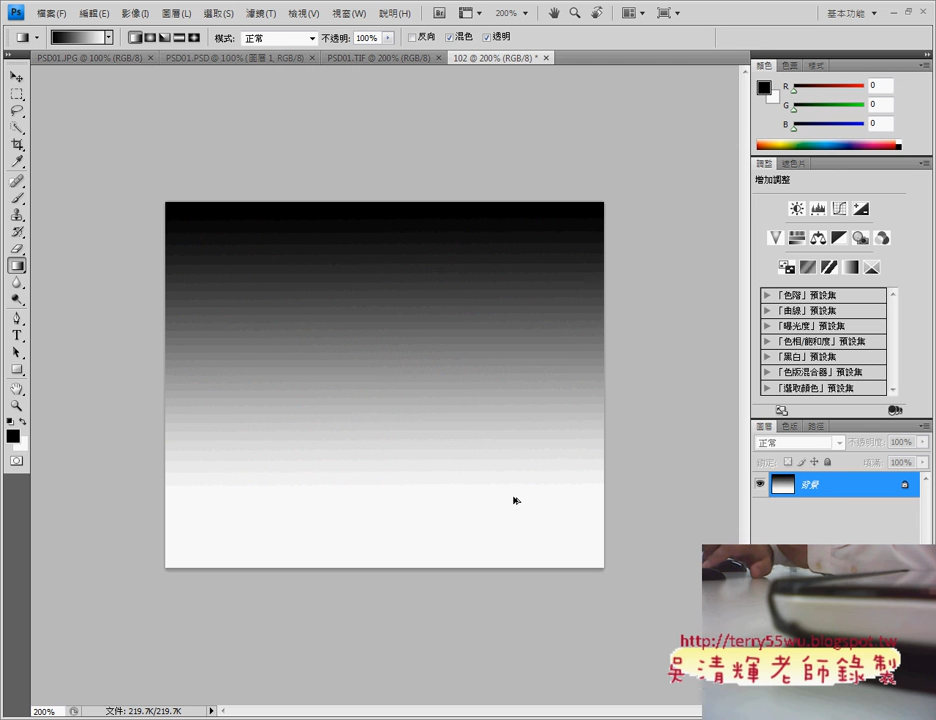 Ps 檔案(F) 編輯(E) 影像(I) 圖層(L) 選取(S) 濾鏡(T) 檢視(V) 視窗(W) 說明(H) Br 200% 基本功能
模式: 正常 不透明: 100% 反向 混色 透明
PSD01.JPG @ 100% (RGB/8) PSD01.PSD @ 100% (圖層 1, RGB/8) PSD01.TIF @ 200% (RGB/8) 102 @ 200% (RGB/8) *
顏色 色票 樣式
R 0
G 0
B 0
調整 遮色片
增加調整
「色階」預設集
「曲線」預設集
「曝光度」預設集
「色相/飽和度」預設集
「黑白」預設集
「色版混合器」預設集
「選取顏色」預設集
圖層 色版 路徑
正常 不透明度: 100%
鎖定: 填滿: 100%
背景
http://terry55wu.blogspot.tw
吳清輝老師錄製
200% 文件: 219.7K/219.7K